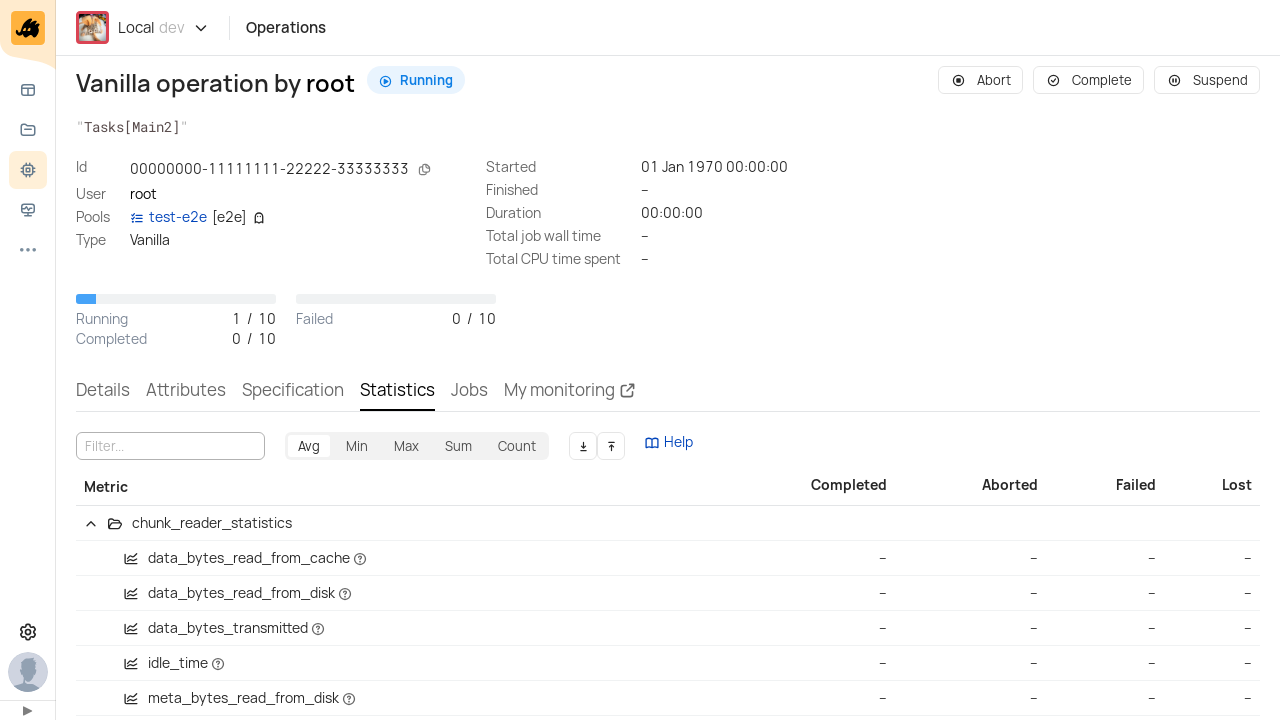 Local dev
Operations
Vanilla operation by root
Running
Abort
Complete
Suspend
"Tasks[Main2]"
Id 00000000-11111111-22222-33333333
User root
Pools test-e2e [e2e]
Type Vanilla
Started 01 Jan 1970 00:00:00
Finished –
Duration 00:00:00
Total job wall time –
Total CPU time spent –
Running 1 / 10
Completed 0 / 10
Failed 0 / 10
Details Attributes Specification Statistics Jobs My monitoring
Filter... Avg Min Max Sum Count Help
Metric Completed Aborted Failed Lost
chunk_reader_statistics
data_bytes_read_from_cache – – – –
data_bytes_read_from_disk – – – –
data_bytes_transmitted – – – –
idle_time – – – –
meta_bytes_read_from_disk – – – –